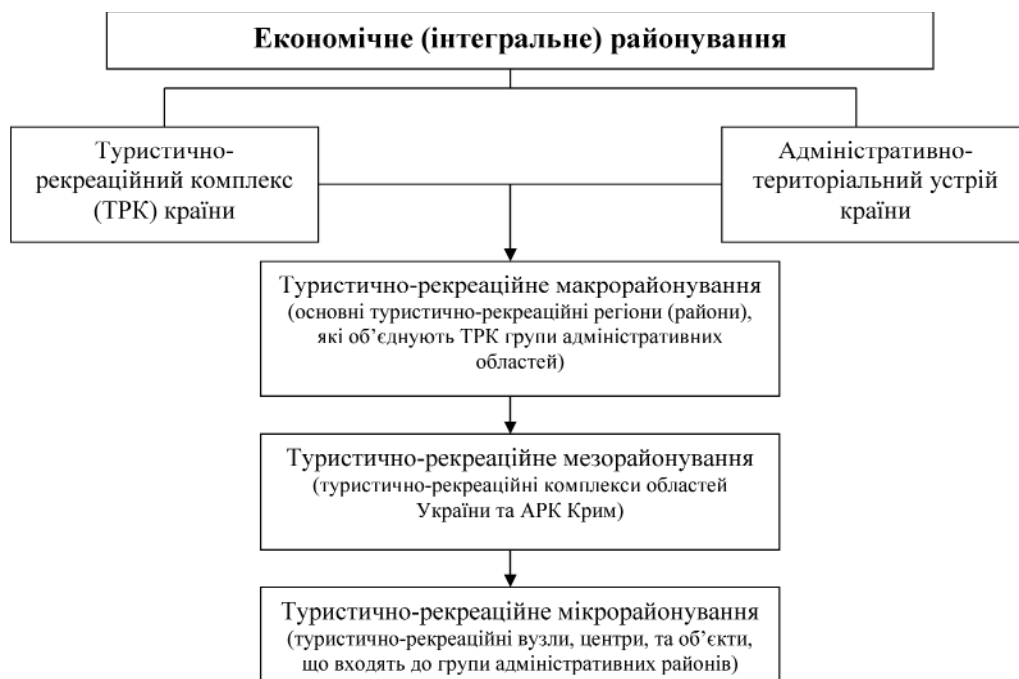 Економічне (інтегральне) районування
Туристично-
рекреаційний комплекс
(ТРК) країни
Адміністративно-
територіальний устрій
країни
Туристично-рекреаційне макрорайонування
(основні туристично-рекреаційні регіони (райони),
які об’єднують ТРК групи адміністративних
областей)
Туристично-рекреаційне мезорайонування
(туристично-рекреаційні комплекси областей
України та АРК Крим)
Туристично-рекреаційне мікрорайонування
(туристично-рекреаційні вузли, центри, та об’єкти,
що входять до групи адміністративних районів)